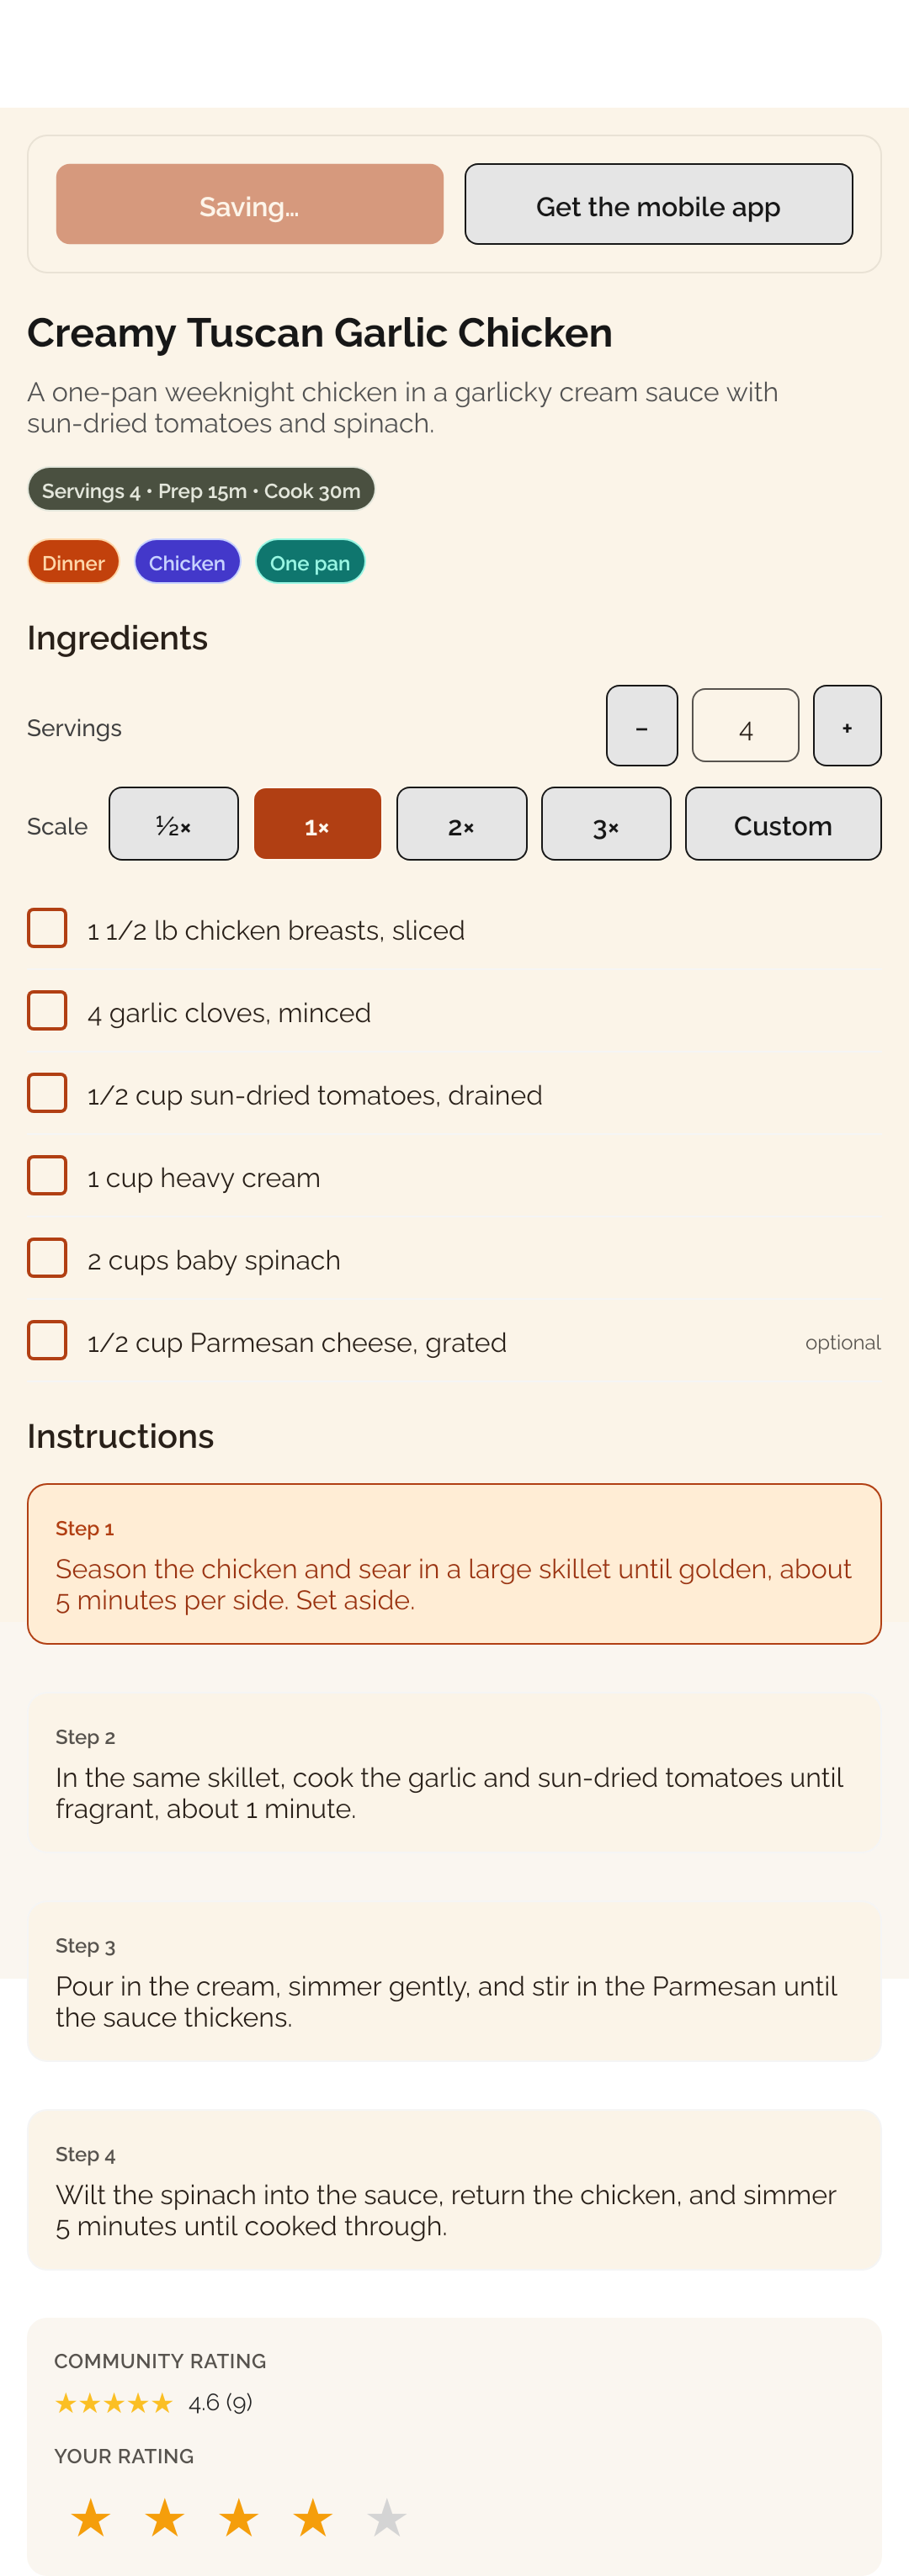 Saving…
Get the mobile app
Creamy Tuscan Garlic Chicken
A one-pan weeknight chicken in a garlicky cream sauce with
sun-dried tomatoes and spinach.
Servings 4 • Prep 15m • Cook 30m
Dinner
Chicken
One pan
Ingredients
Servings
−
4
+
Scale
½×
1×
2×
3×
Custom
1 1/2 lb chicken breasts, sliced
4 garlic cloves, minced
1/2 cup sun-dried tomatoes, drained
1 cup heavy cream
2 cups baby spinach
1/2 cup Parmesan cheese, grated
optional
Instructions
Step 1
Season the chicken and sear in a large skillet until golden, about
5 minutes per side. Set aside.
Step 2
In the same skillet, cook the garlic and sun-dried tomatoes until
fragrant, about 1 minute.
Step 3
Pour in the cream, simmer gently, and stir in the Parmesan until
the sauce thickens.
Step 4
Wilt the spinach into the sauce, return the chicken, and simmer
5 minutes until cooked through.
COMMUNITY RATING
★★★★★ 4.6 (9)
YOUR RATING
★ ★ ★ ★ ★